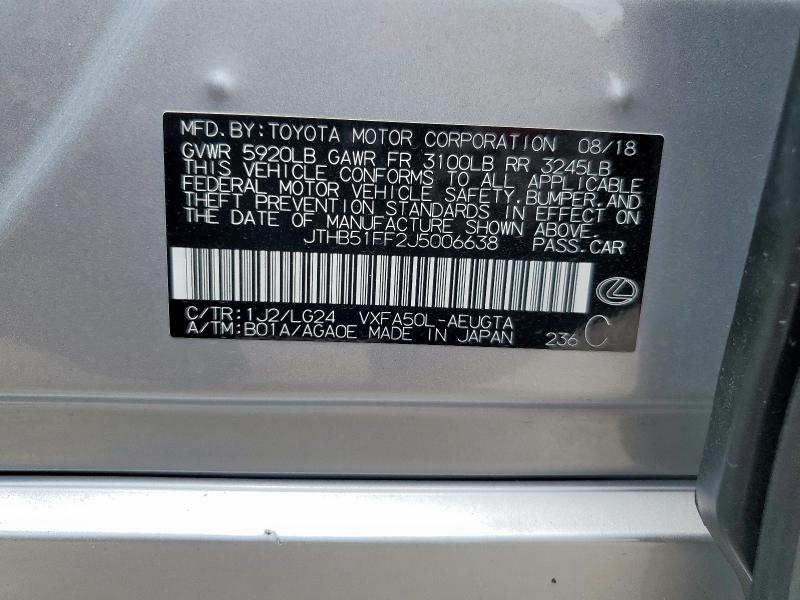 MFD.BY:TOYOTA MOTOR CORPORATION 08/18
GVWR 5920LB GAWR FR 3100LB RR 3245LB
THIS VEHICLE CONFORMS TO ALL APPLICABLE
FEDERAL MOTOR VEHICLE SAFETY,BUMPER,AND
THEFT PREVENTION STANDARDS IN EFFECT ON
THE DATE OF MANUFACTURE SHOWN ABOVE.
JTHB51FF2J5006638 PASS.CAR
C/TR:1J2/LG24 VXFA50L-AEUGTA
A/TM:B01A/AGA0E MADE IN JAPAN 236 C